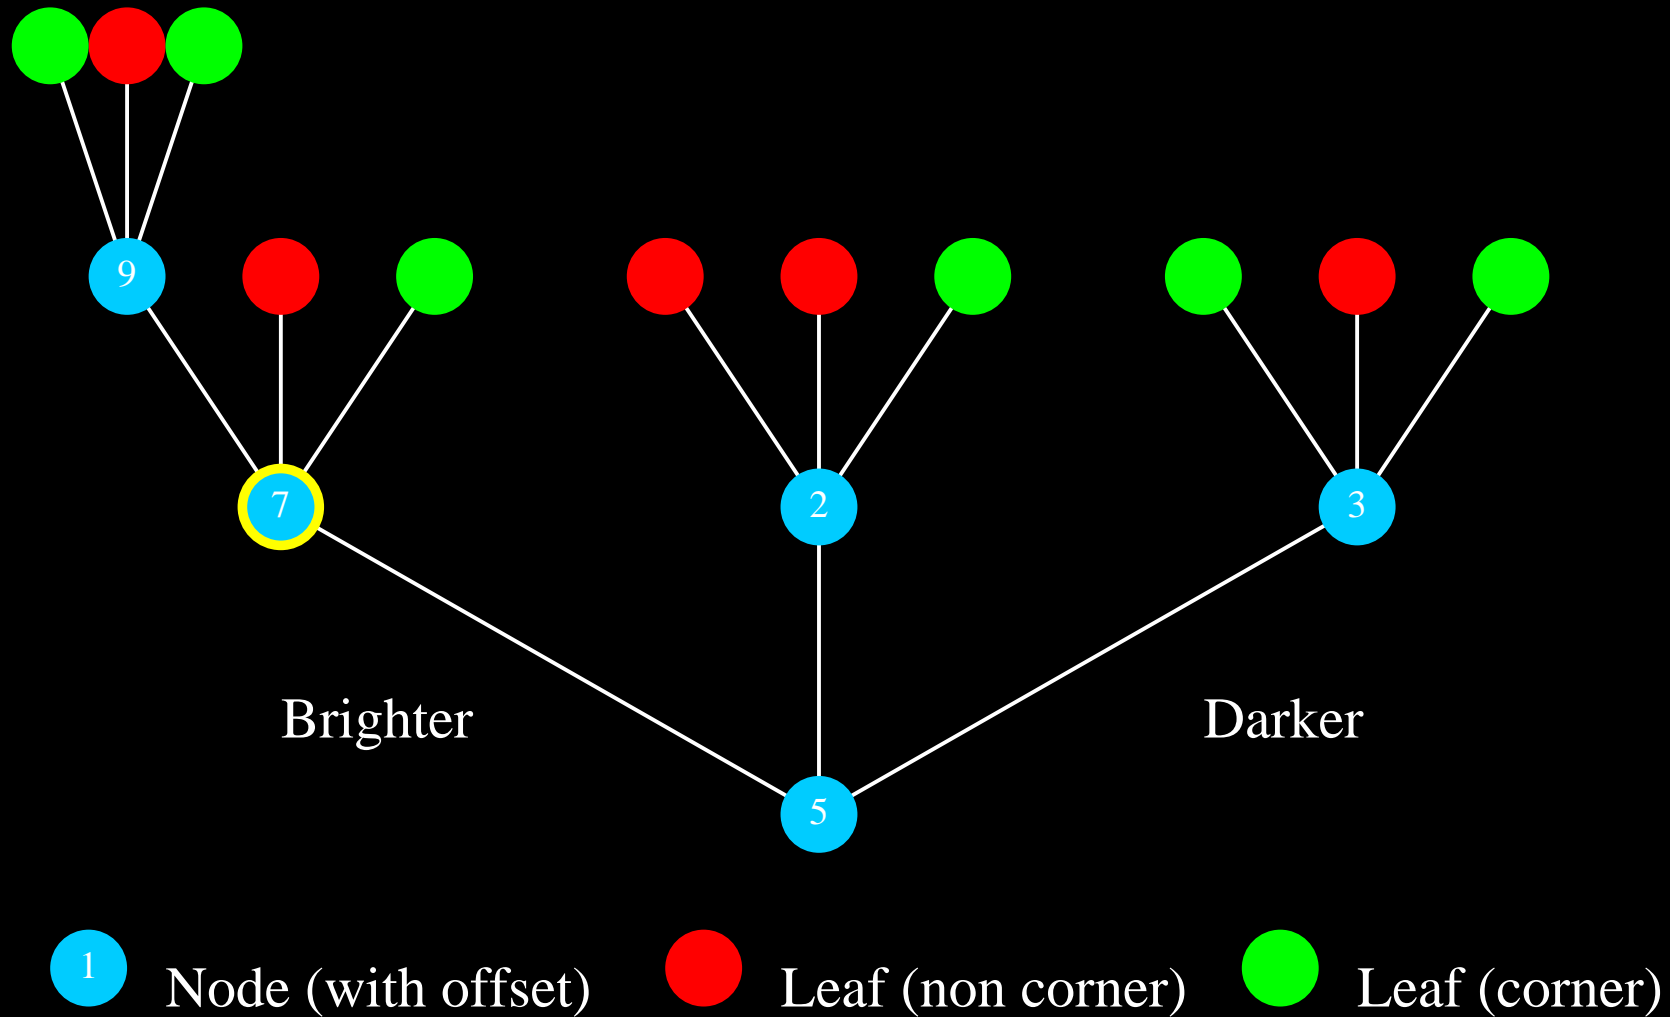 9
7
2
3
Brighter
Darker
5
1
Node (with offset)
Leaf (non corner)
Leaf (corner)